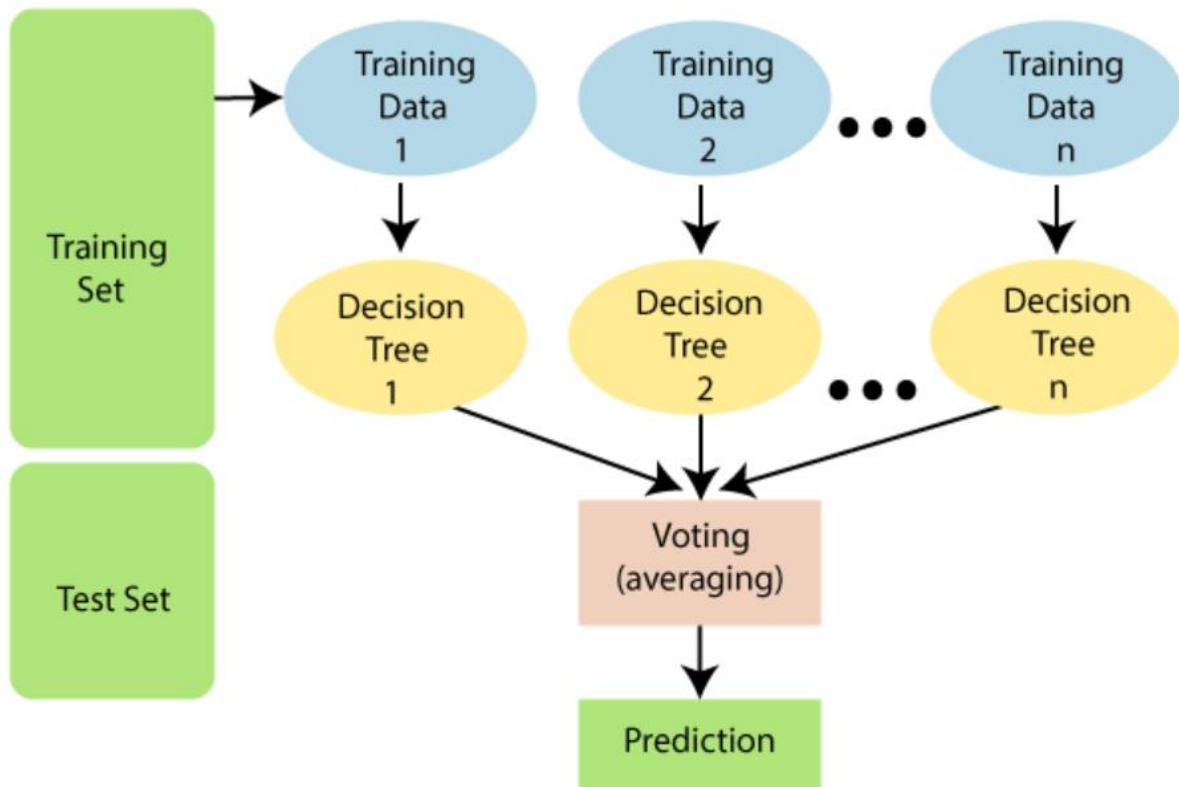 Training
Set
Test Set
Training
Data
1
Training
Data
2
Training
Data
n
Decision
Tree
1
Decision
Tree
2
Decision
Tree
n
Voting
(averaging)
Prediction